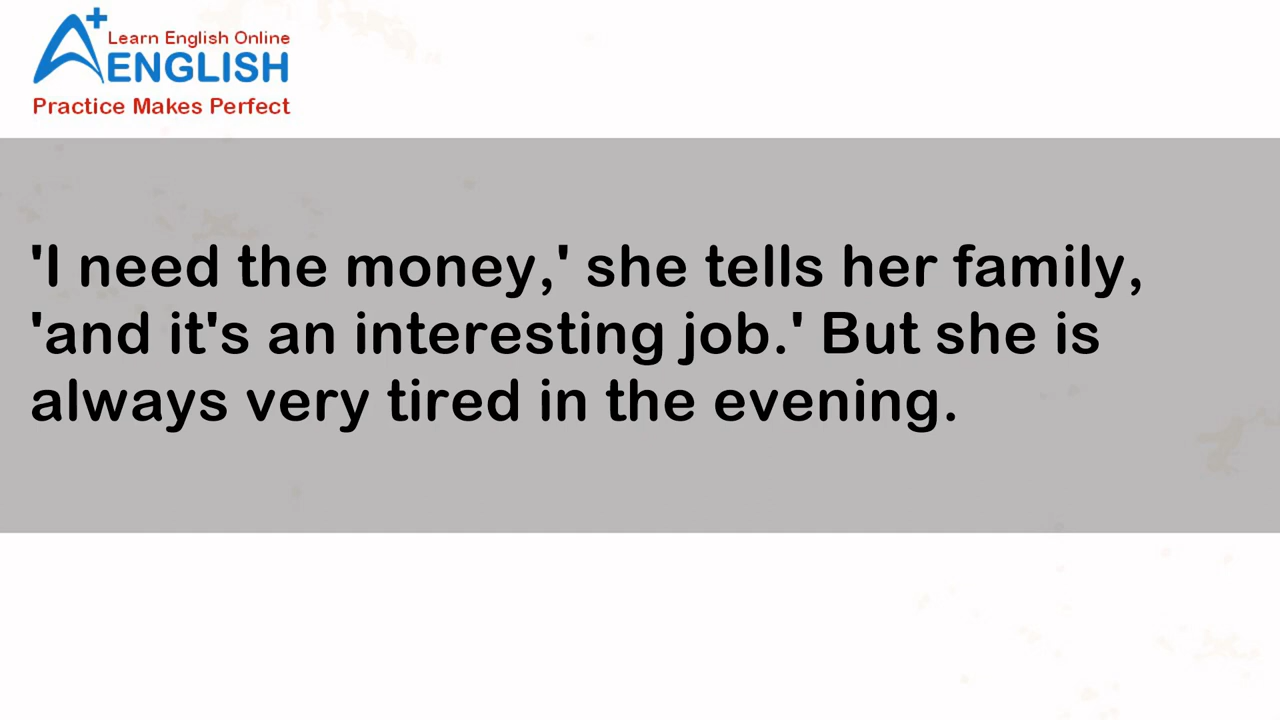 Learn English Online
A+ ENGLISH
Practice Makes Perfect
'I need the money,' she tells her family,
'and it's an interesting job.' But she is
always very tired in the evening.